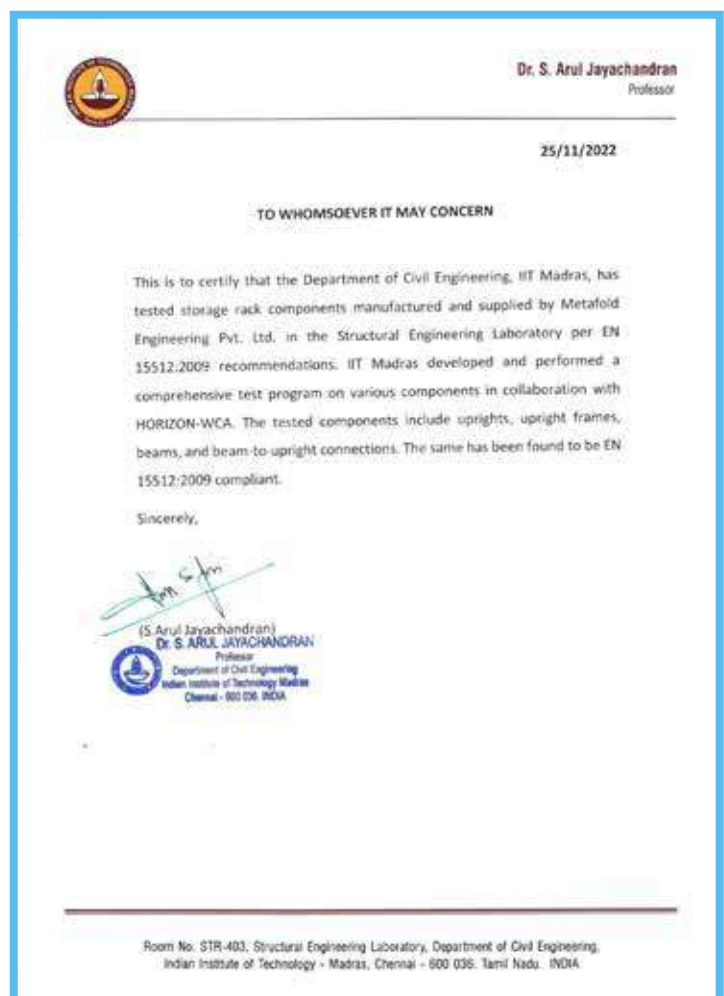 Dr. S. Arul Jayachandran
Professor
25/11/2022
TO WHOMSOEVER IT MAY CONCERN
This is to certify that the Department of Civil Engineering, IIT Madras, has
tested storage rack components manufactured and supplied by Metafold
Engineering Pvt. Ltd. in the Structural Engineering Laboratory per EN
15512:2009 recommendations. IIT Madras developed and performed a
comprehensive test program on various components in collaboration with
HORIZON-WCA. The tested components include uprights, upright frames,
beams, and beam-to-upright connections. The same has been found to be EN
15512:2009 compliant.
Sincerely,
(S.Arul Jayachandran)
Dr. S. ARUL JAYACHANDRAN
Professor
Department of Civil Engineering
Indian Institute of Technology Madras
Chennai - 600 036. INDIA
Room No. STR-403, Structural Engineering Laboratory, Department of Civil Engineering,
Indian Institute of Technology - Madras, Chennai - 600 036. Tamil Nadu. INDIA